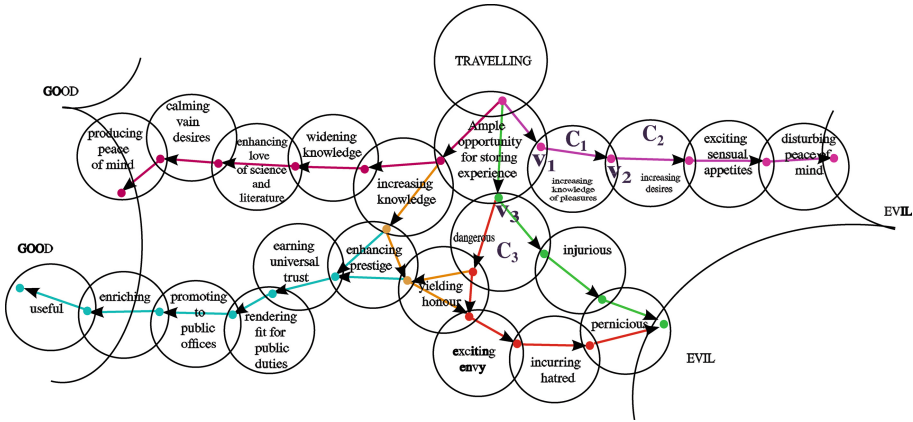 TRAVELLING
GOOD
producing
peace
of mind
calming
vain
desires
enhancing
love
of science
and
literature
widening
knowledge
increasing
knowledge
Ample
opportunity
for storing
experience
V1
C1
increasing
knowledge
of pleasures
C2
V2
increasing
desires
exciting
sensual
appetites
disturbing
peace of
mind
EVIL
V3
C3
dangerous
injurious
pernicious
EVIL
GOOD
useful
enriching
promoting
to
public
offices
earning
universal
trust
rendering
fit for
public
duties
enhancing
prestige
yielding
honour
exciting
envy
incurring
hatred